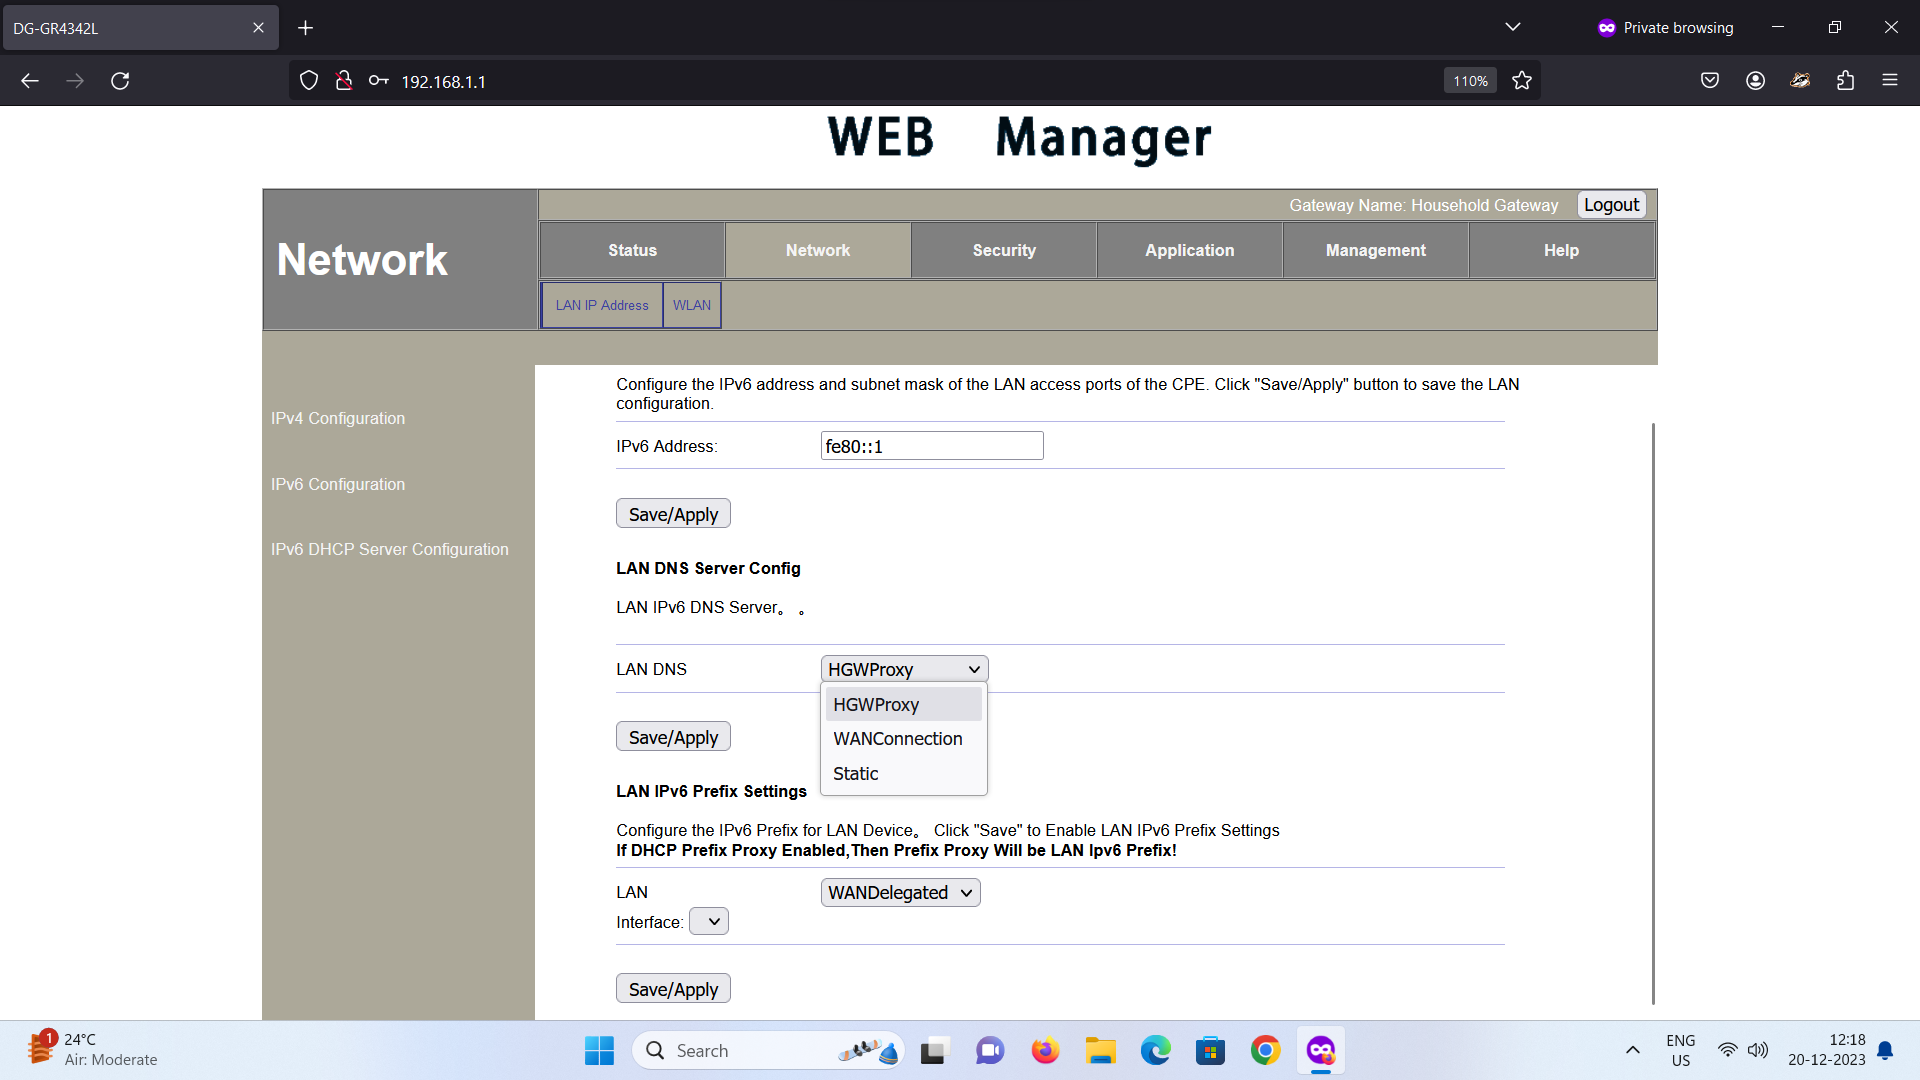 DG-GR4342L
Private browsing
192.168.1.1
110%
WEB Manager
Gateway Name: Household Gateway
Logout
Network
Status
Network
Security
Application
Management
Help
LAN IP Address
WLAN
IPv4 Configuration
IPv6 Configuration
IPv6 DHCP Server Configuration
Configure the IPv6 address and subnet mask of the LAN access ports of the CPE. Click "Save/Apply" button to save the LAN
configuration.
IPv6 Address:
fe80::1
Save/Apply
LAN DNS Server Config
LAN IPv6 DNS Server。 。
LAN DNS
HGWProxy
HGWProxy
WANConnection
Static
Save/Apply
LAN IPv6 Prefix Settings
Configure the IPv6 Prefix for LAN Device。 Click "Save" to Enable LAN IPv6 Prefix Settings
If DHCP Prefix Proxy Enabled,Then Prefix Proxy Will be LAN Ipv6 Prefix!
LAN
WANDelegated
Interface:
Save/Apply
1
24°C
Air: Moderate
Search
ENG
US
12:18
20-12-2023